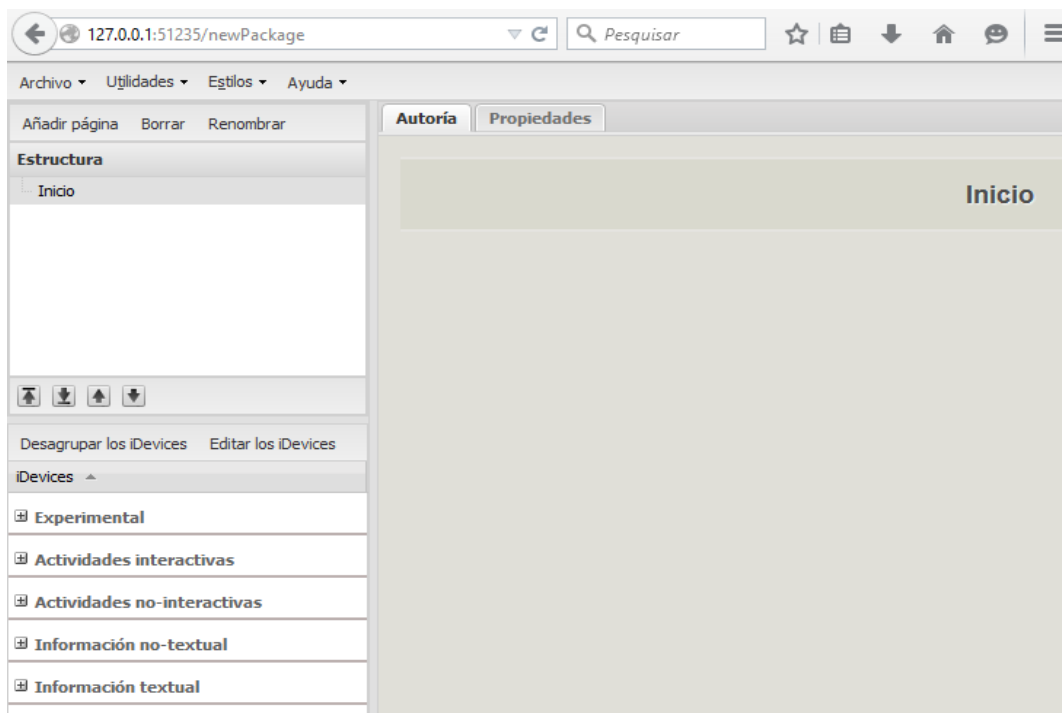 127.0.0.1:51235/newPackage
Pesquisar
Archivo Utilidades Estilos Ayuda
Añadir página Borrar Renombrar
Estructura
Inicio
Desagrupar los iDevices Editar los iDevices
iDevices
Experimental
Actividades interactivas
Actividades no-interactivas
Información no-textual
Información textual
Autoría Propiedades
Inicio